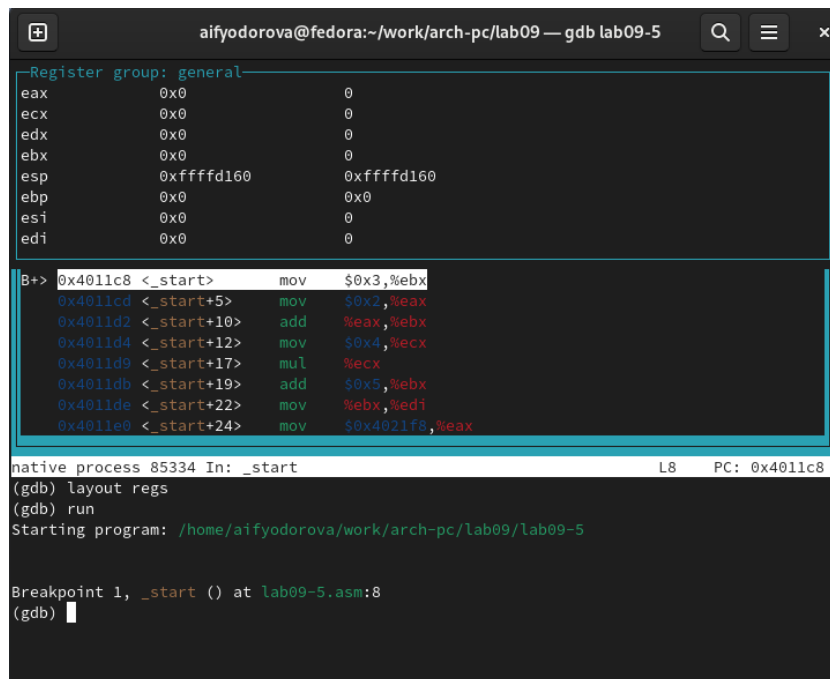 aifyodorova@fedora:~/work/arch-pc/lab09 — gdb lab09-5
Register group: general
eax 0x0 0
ecx 0x0 0
edx 0x0 0
ebx 0x0 0
esp 0xffffd160 0xffffd160
ebp 0x0 0x0
esi 0x0 0
edi 0x0 0
B+> 0x4011c8 <_start> mov $0x3,%ebx
0x4011cd <_start+5> mov $0x2,%eax
0x4011d2 <_start+10> add %eax,%ebx
0x4011d4 <_start+12> mov $0x4,%ecx
0x4011d9 <_start+17> mul %ecx
0x4011db <_start+19> add $0x5,%ebx
0x4011de <_start+22> mov %ebx,%edi
0x4011e0 <_start+24> mov $0x4021f8,%eax
native process 85334 In: _start L8 PC: 0x4011c8
(gdb) layout regs
(gdb) run
Starting program: /home/aifyodorova/work/arch-pc/lab09/lab09-5
Breakpoint 1, _start () at lab09-5.asm:8
(gdb)